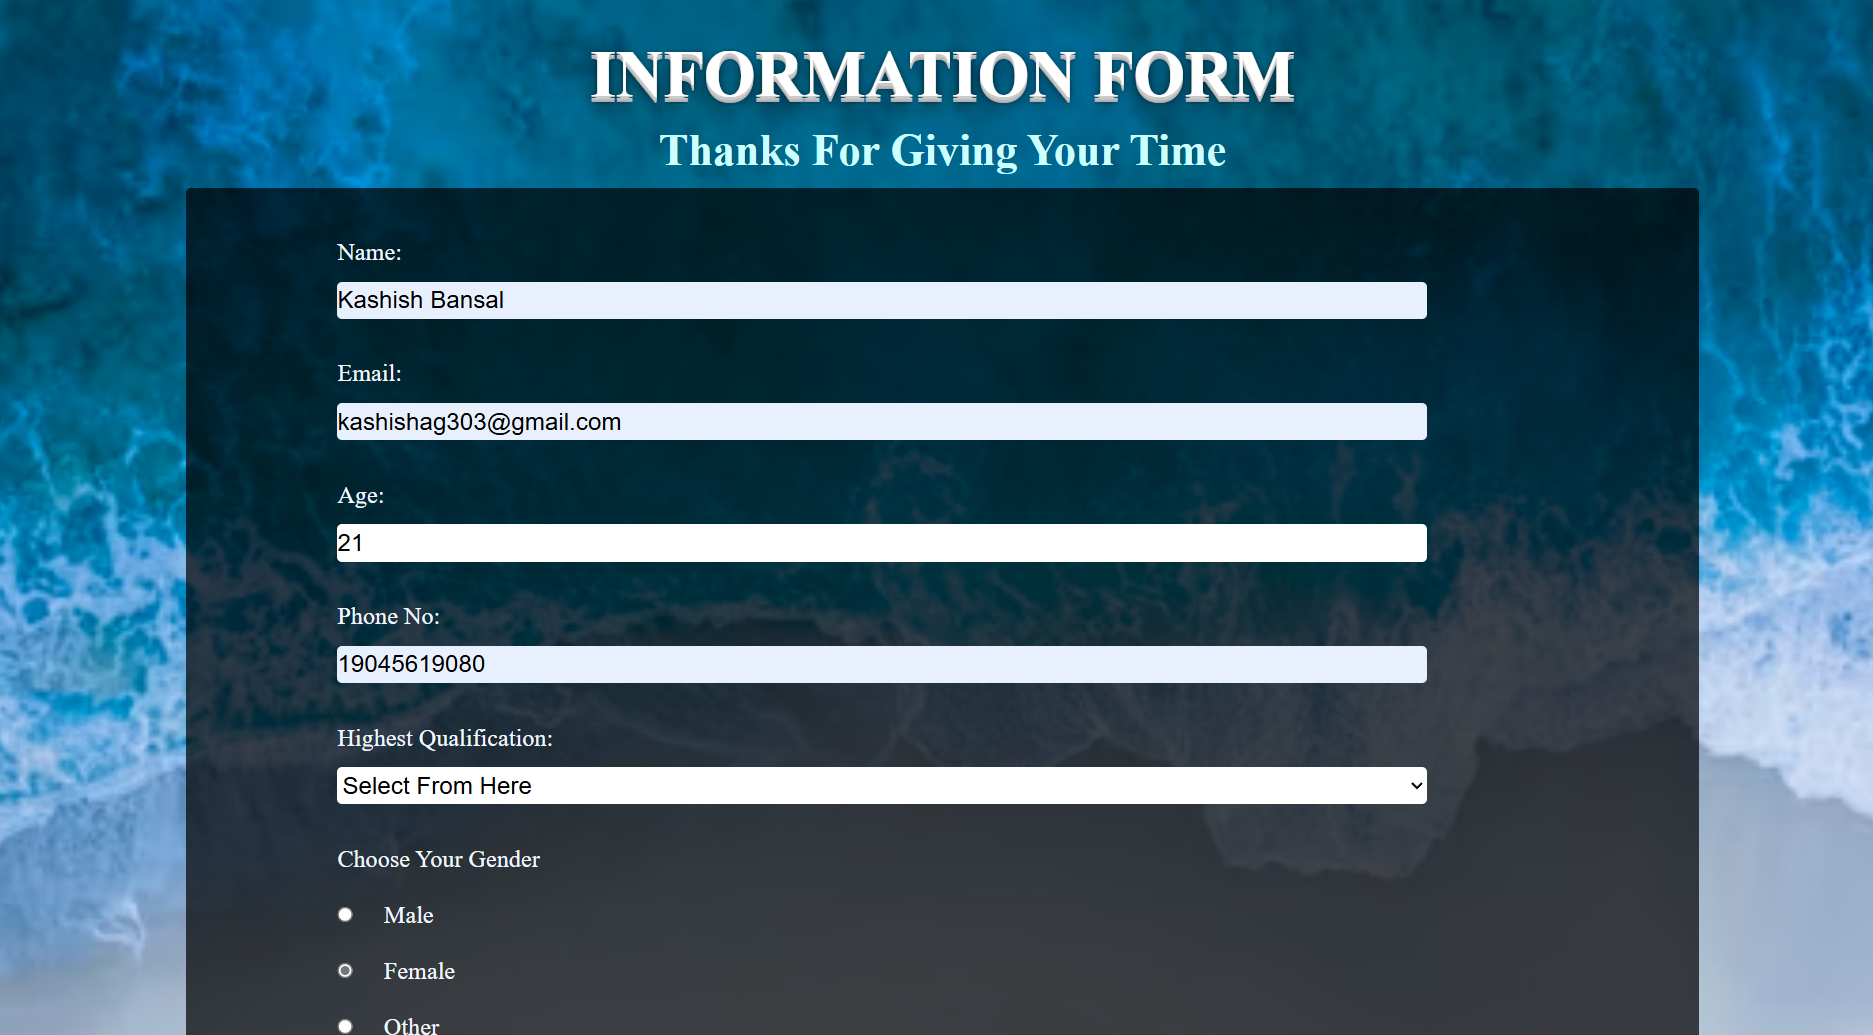 INFORMATION FORM
Thanks For Giving Your Time
Name:
Kashish Bansal
Email:
kashishag303@gmail.com
Age:
21
Phone No:
19045619080
Highest Qualification:
Select From Here
Choose Your Gender
Male
Female
Other